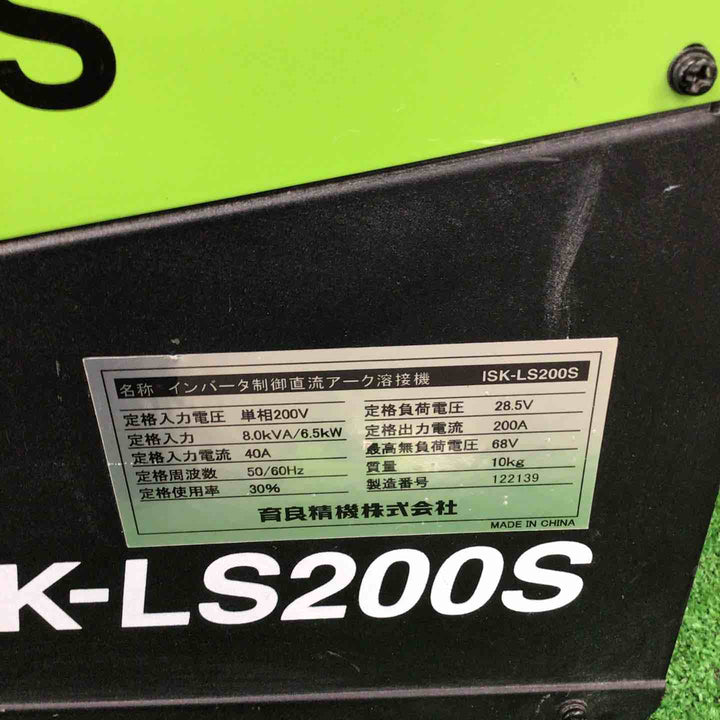 S
名称 インバータ制御直流アーク溶接機 ISK-LS200S
定格入力電圧 単相200V
定格入力 8.0kVA/6.5kW
定格入力電流 40A
定格周波数 50/60Hz
定格使用率 30%
定格負荷電圧 28.5V
定格出力電流 200A
最高無負荷電圧 68V
質量 10kg
製造番号 122139
育良精機株式会社
MADE IN CHINA
K-LS200S